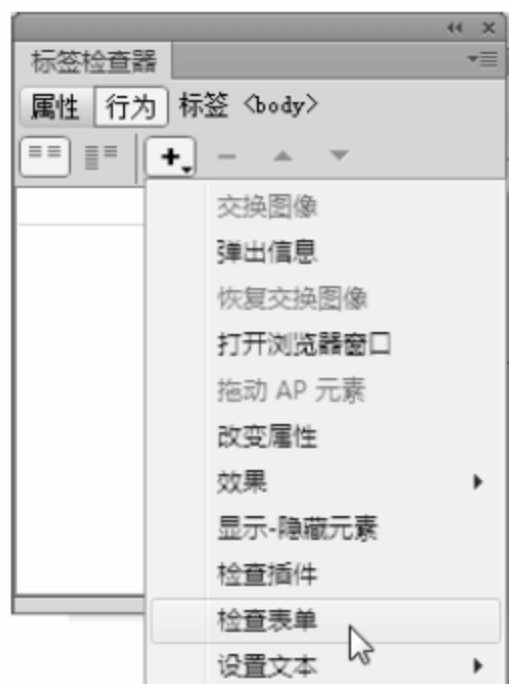 标签检查器
属性 行为 标签 <body>
交换图像
弹出信息
恢复交换图像
打开浏览器窗口
拖动 AP 元素
改变属性
效果
显示-隐藏元素
检查插件
检查表单
设置文本